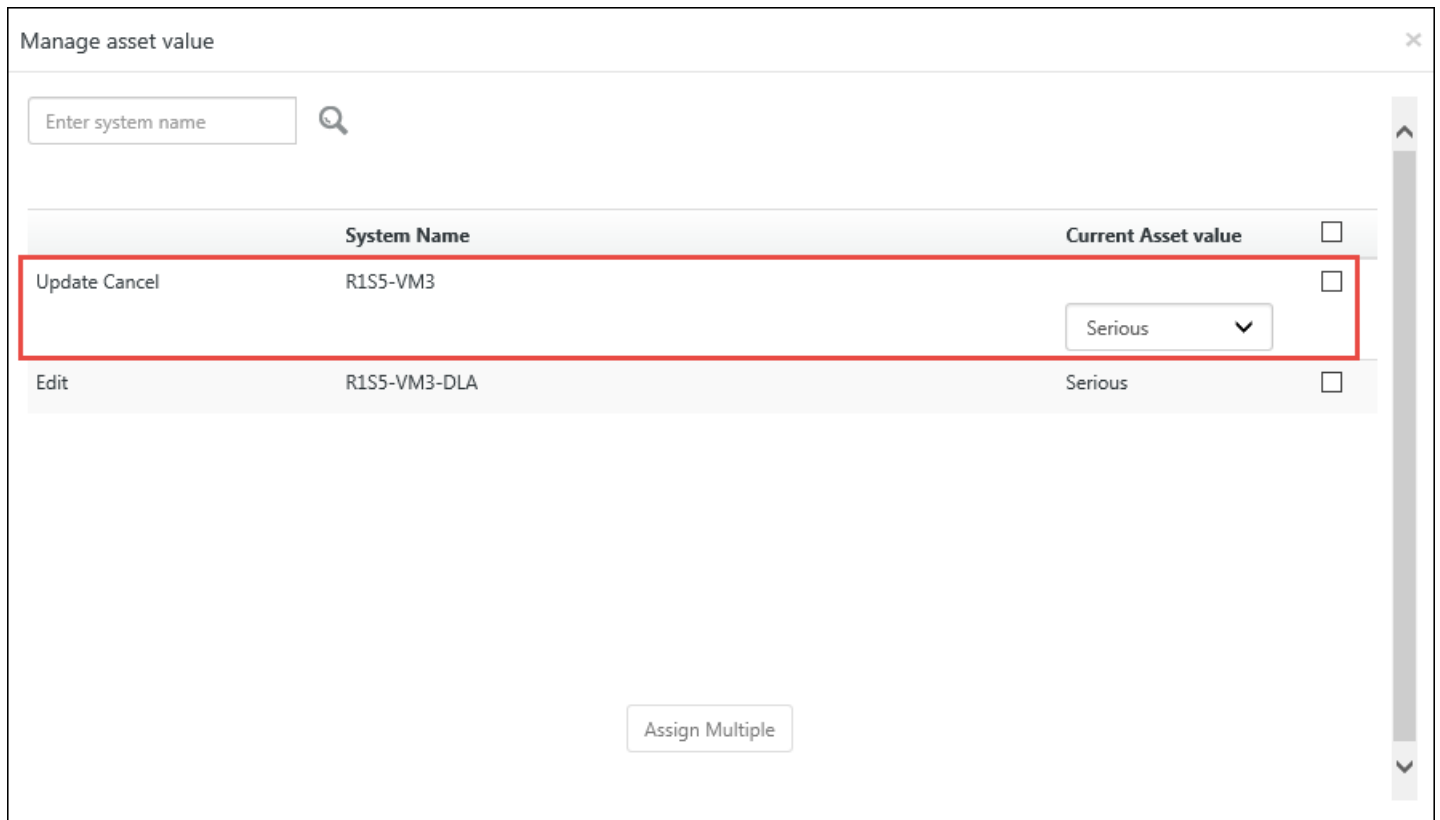 Manage asset value
Enter system name
System Name Current Asset value
Update Cancel R1S5-VM3
Serious
Edit R1S5-VM3-DLA Serious
Assign Multiple